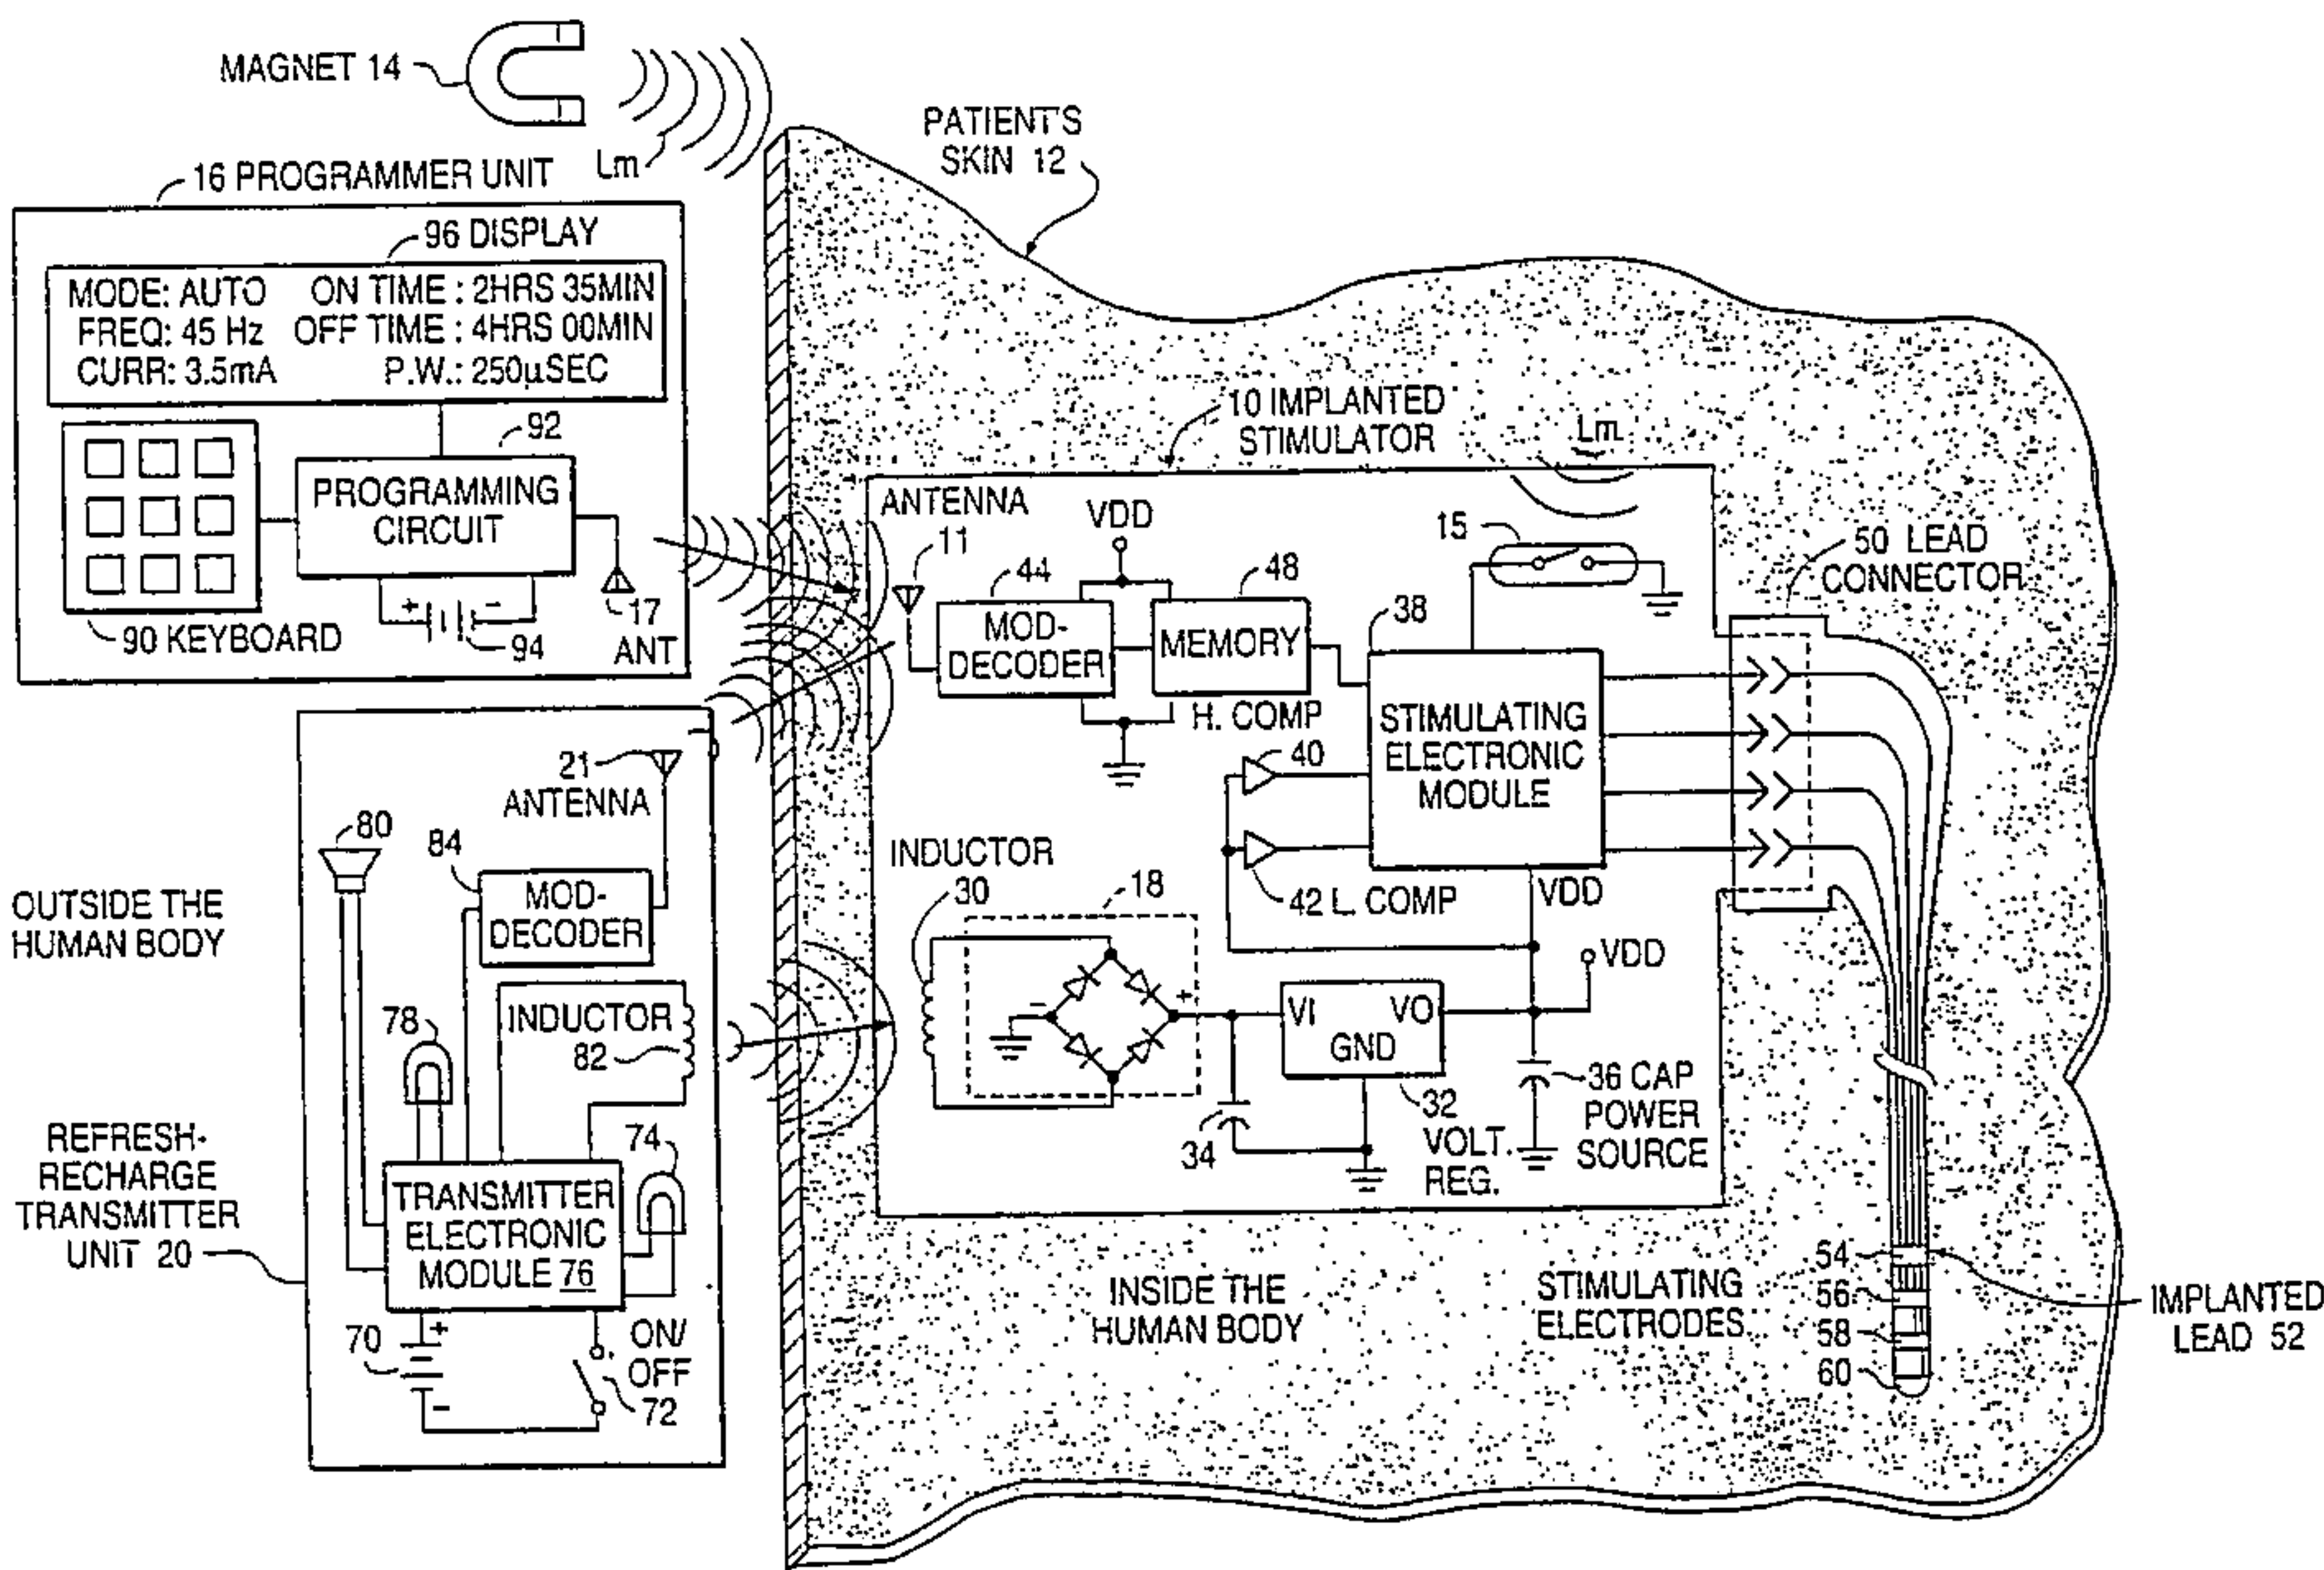 MAGNET 14
Lm
PATIENT'S
SKIN 12
16 PROGRAMMER UNIT
96 DISPLAY
MODE: AUTO ON TIME : 2HRS 35MIN
FREQ: 45 Hz OFF TIME : 4HRS 00MIN
CURR: 3.5mA P.W.: 250µSEC
92
PROGRAMMING
CIRCUIT
+ -
94
17
ANT
90 KEYBOARD
10 IMPLANTED
STIMULATOR
Lm
ANTENNA
11
VDD
44
MOD-
DECODER
48
MEMORY
15
38
STIMULATING
ELECTRONIC
MODULE
50 LEAD
CONNECTOR
H. COMP
40
42 L. COMP
VDD
INDUCTOR
30
18
- +
VI VO
GND
VDD
34
32
VOLT.
REG.
36 CAP
POWER
SOURCE
21
ANTENNA
80
84
MOD-
DECODER
OUTSIDE THE
HUMAN BODY
78
INDUCTOR
82
74
REFRESH-
RECHARGE
TRANSMITTER
UNIT 20
TRANSMITTER
ELECTRONIC
MODULE 76
70
+
-
ON/
OFF
72
INSIDE THE
HUMAN BODY
STIMULATING
ELECTRODES
54
56
58
60
IMPLANTED
LEAD 52